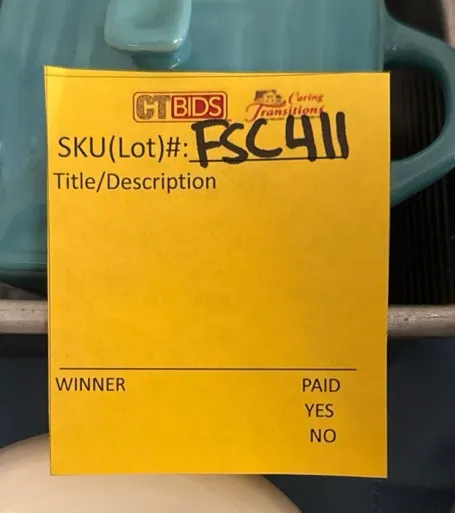 CTBIDS Caring
Transitions
SKU(Lot)#: FSC411
Title/Description
WINNER PAID
YES
NO